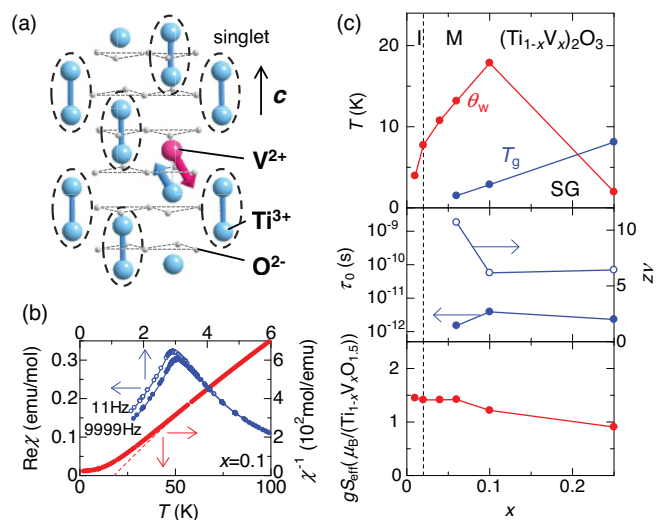 (a)
singlet
c
V2+
Ti3+
O2-
(b)
0 2 4 6
0.3
0.2
0.1
0
Reχ (emu/mol)
11Hz
9999Hz
x=0.1
6
4
2
0
χ-1 (10²mol/emu)
0 50 100
T (K)
(c)
I M (Ti1-xVx)2O3
20
10
0
T (K)
θw
Tg
SG
10-9
10-10
10-11
10-12
τ0 (s)
10
5
0
zν
2
1
0
gSeff( μB/(Ti1-xVxO1.5))
0.0 0.1 0.2
x